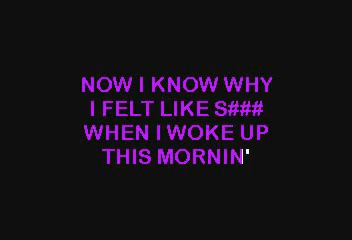 NOW I KNOW WHY
I FELT LIKE S###
WHEN I WOKE UP
THIS MORNIN'